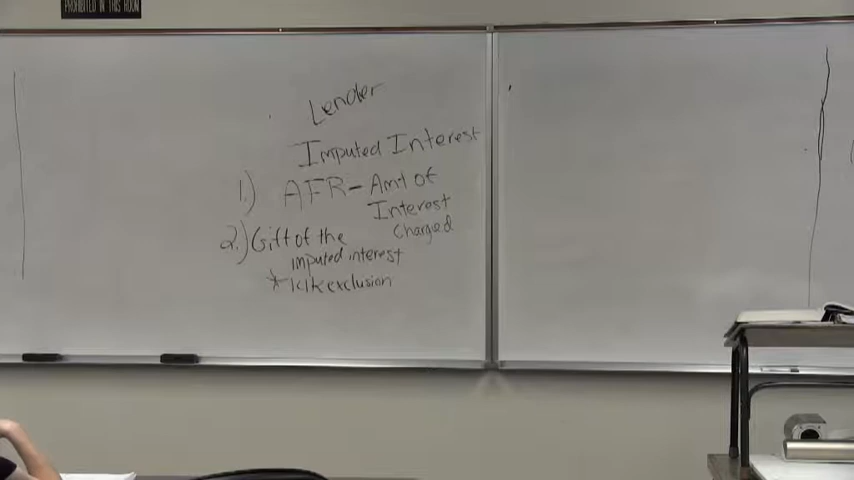 PROHIBITED IN THIS ROOM
Lender
Imputed Interest
1.) AFR - Amt of
Interest
Charged
2.) Gift of the
imputed interest
* 14k exclusion